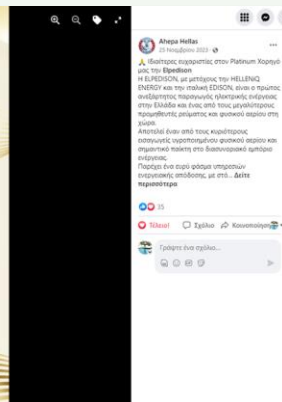 Ahepa Hellas
23 Νοεμβρίου 2023
🙏 Ιδιαίτερες ευχαριστίες στον Platinum Χορηγό
μας την Elpedison
Η ELPEDISON, με μετόχους την HELLENiQ
ENERGY και την ιταλική EDISON, είναι ο πρώτος
ανεξάρτητος παραγωγός ηλεκτρικής ενέργειας
στην Ελλάδα και ένας από τους μεγαλύτερους
προμηθευτές ρεύματος και φυσικού αερίου στη
χώρα.
Αποτελεί έναν από τους κυριότερους
εισαγωγείς υγροποιημένου φυσικού αερίου και
σημαντικό παίκτη στο διασυνοριακό εμπόριο
ενέργειας.
Παρέχει ένα ευρύ φάσμα υπηρεσιών
ενεργειακής απόδοσης, με στό... Δείτε
περισσότερα
35
Τέλειο! Σχόλιο Κοινοποίηση
Γράψτε ένα σχόλιο...